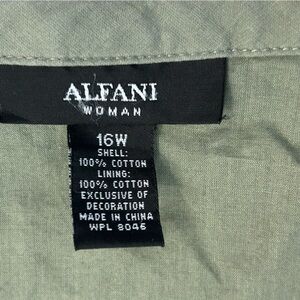 ALFANI
WOMAN
16W
SHELL:
100% COTTON
LINING:
100% COTTON
EXCLUSIVE OF
DECORATION
MADE IN CHINA
WPL 8046